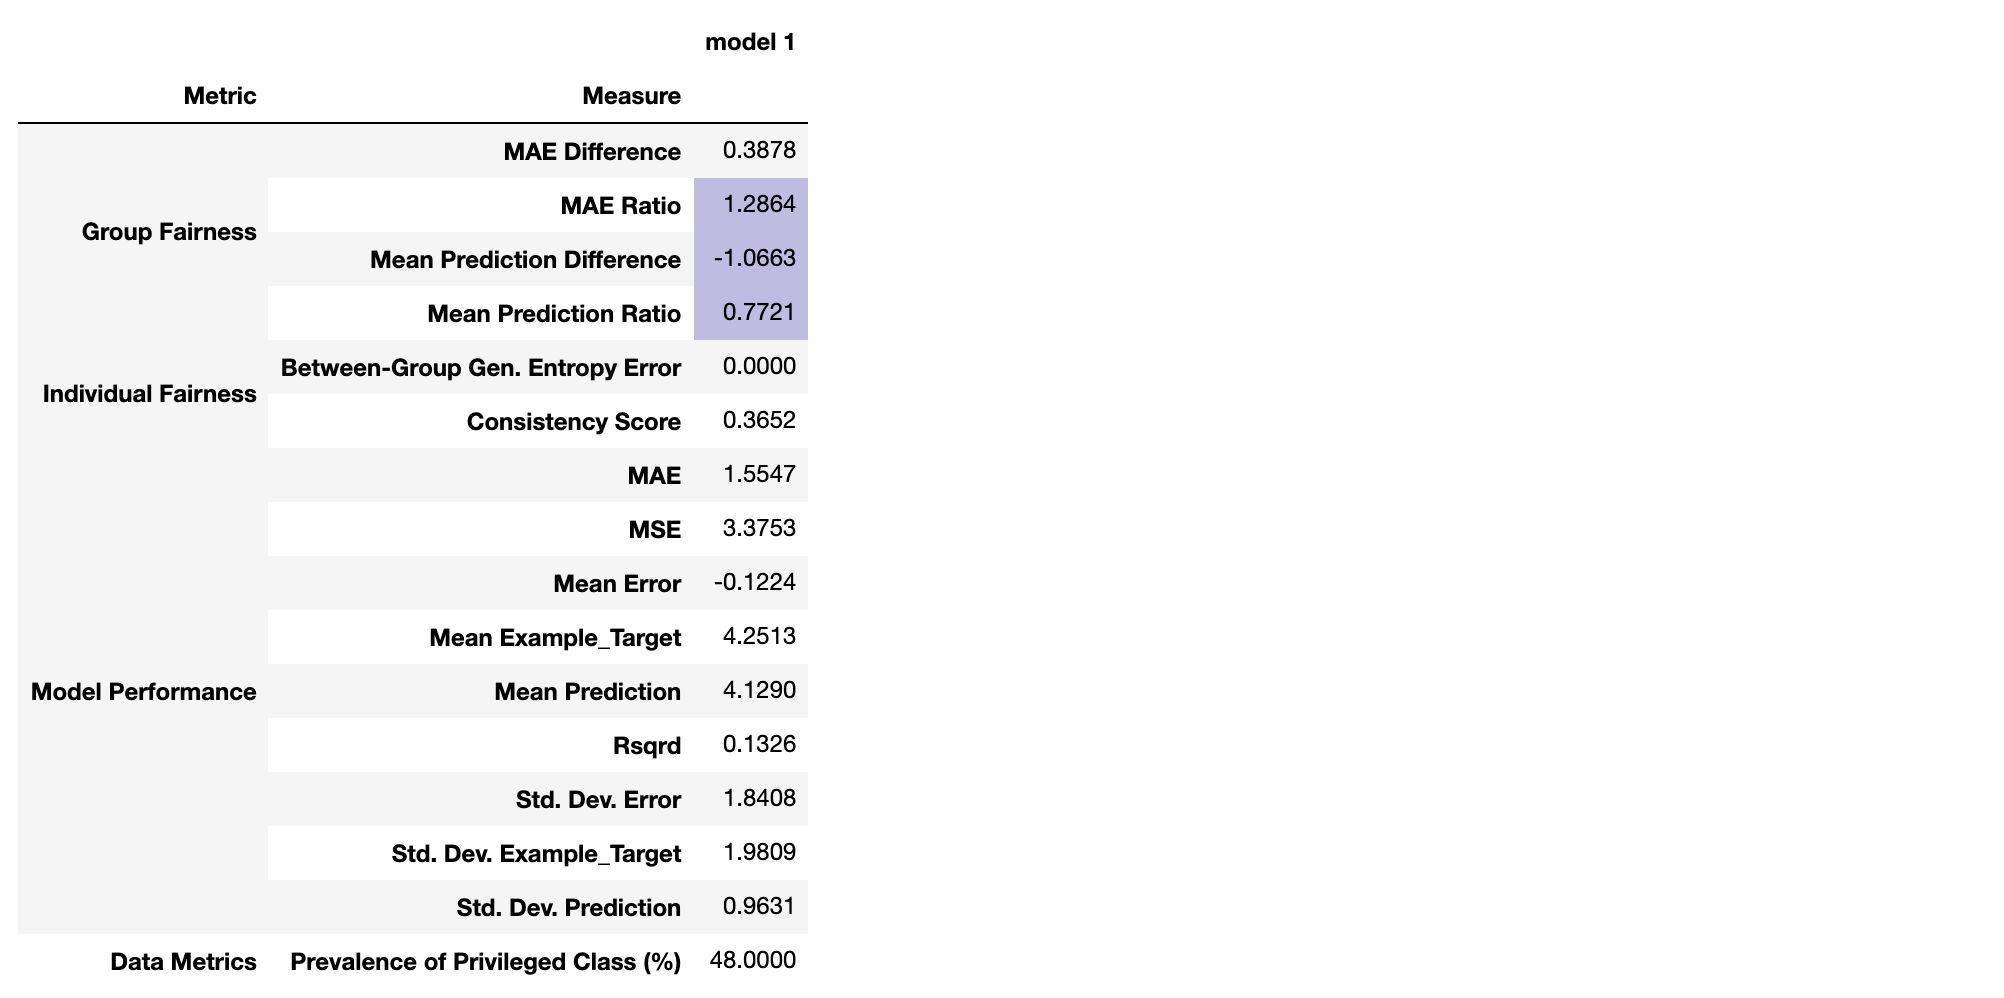 model 1
Metric Measure
MAE Difference 0.3878
MAE Ratio 1.2864
Group Fairness
Mean Prediction Difference -1.0663
Mean Prediction Ratio 0.7721
Between-Group Gen. Entropy Error 0.0000
Individual Fairness
Consistency Score 0.3652
MAE 1.5547
MSE 3.3753
Mean Error -0.1224
Mean Example_Target 4.2513
Model Performance Mean Prediction 4.1290
Rsqrd 0.1326
Std. Dev. Error 1.8408
Std. Dev. Example_Target 1.9809
Std. Dev. Prediction 0.9631
Data Metrics Prevalence of Privileged Class (%) 48.0000